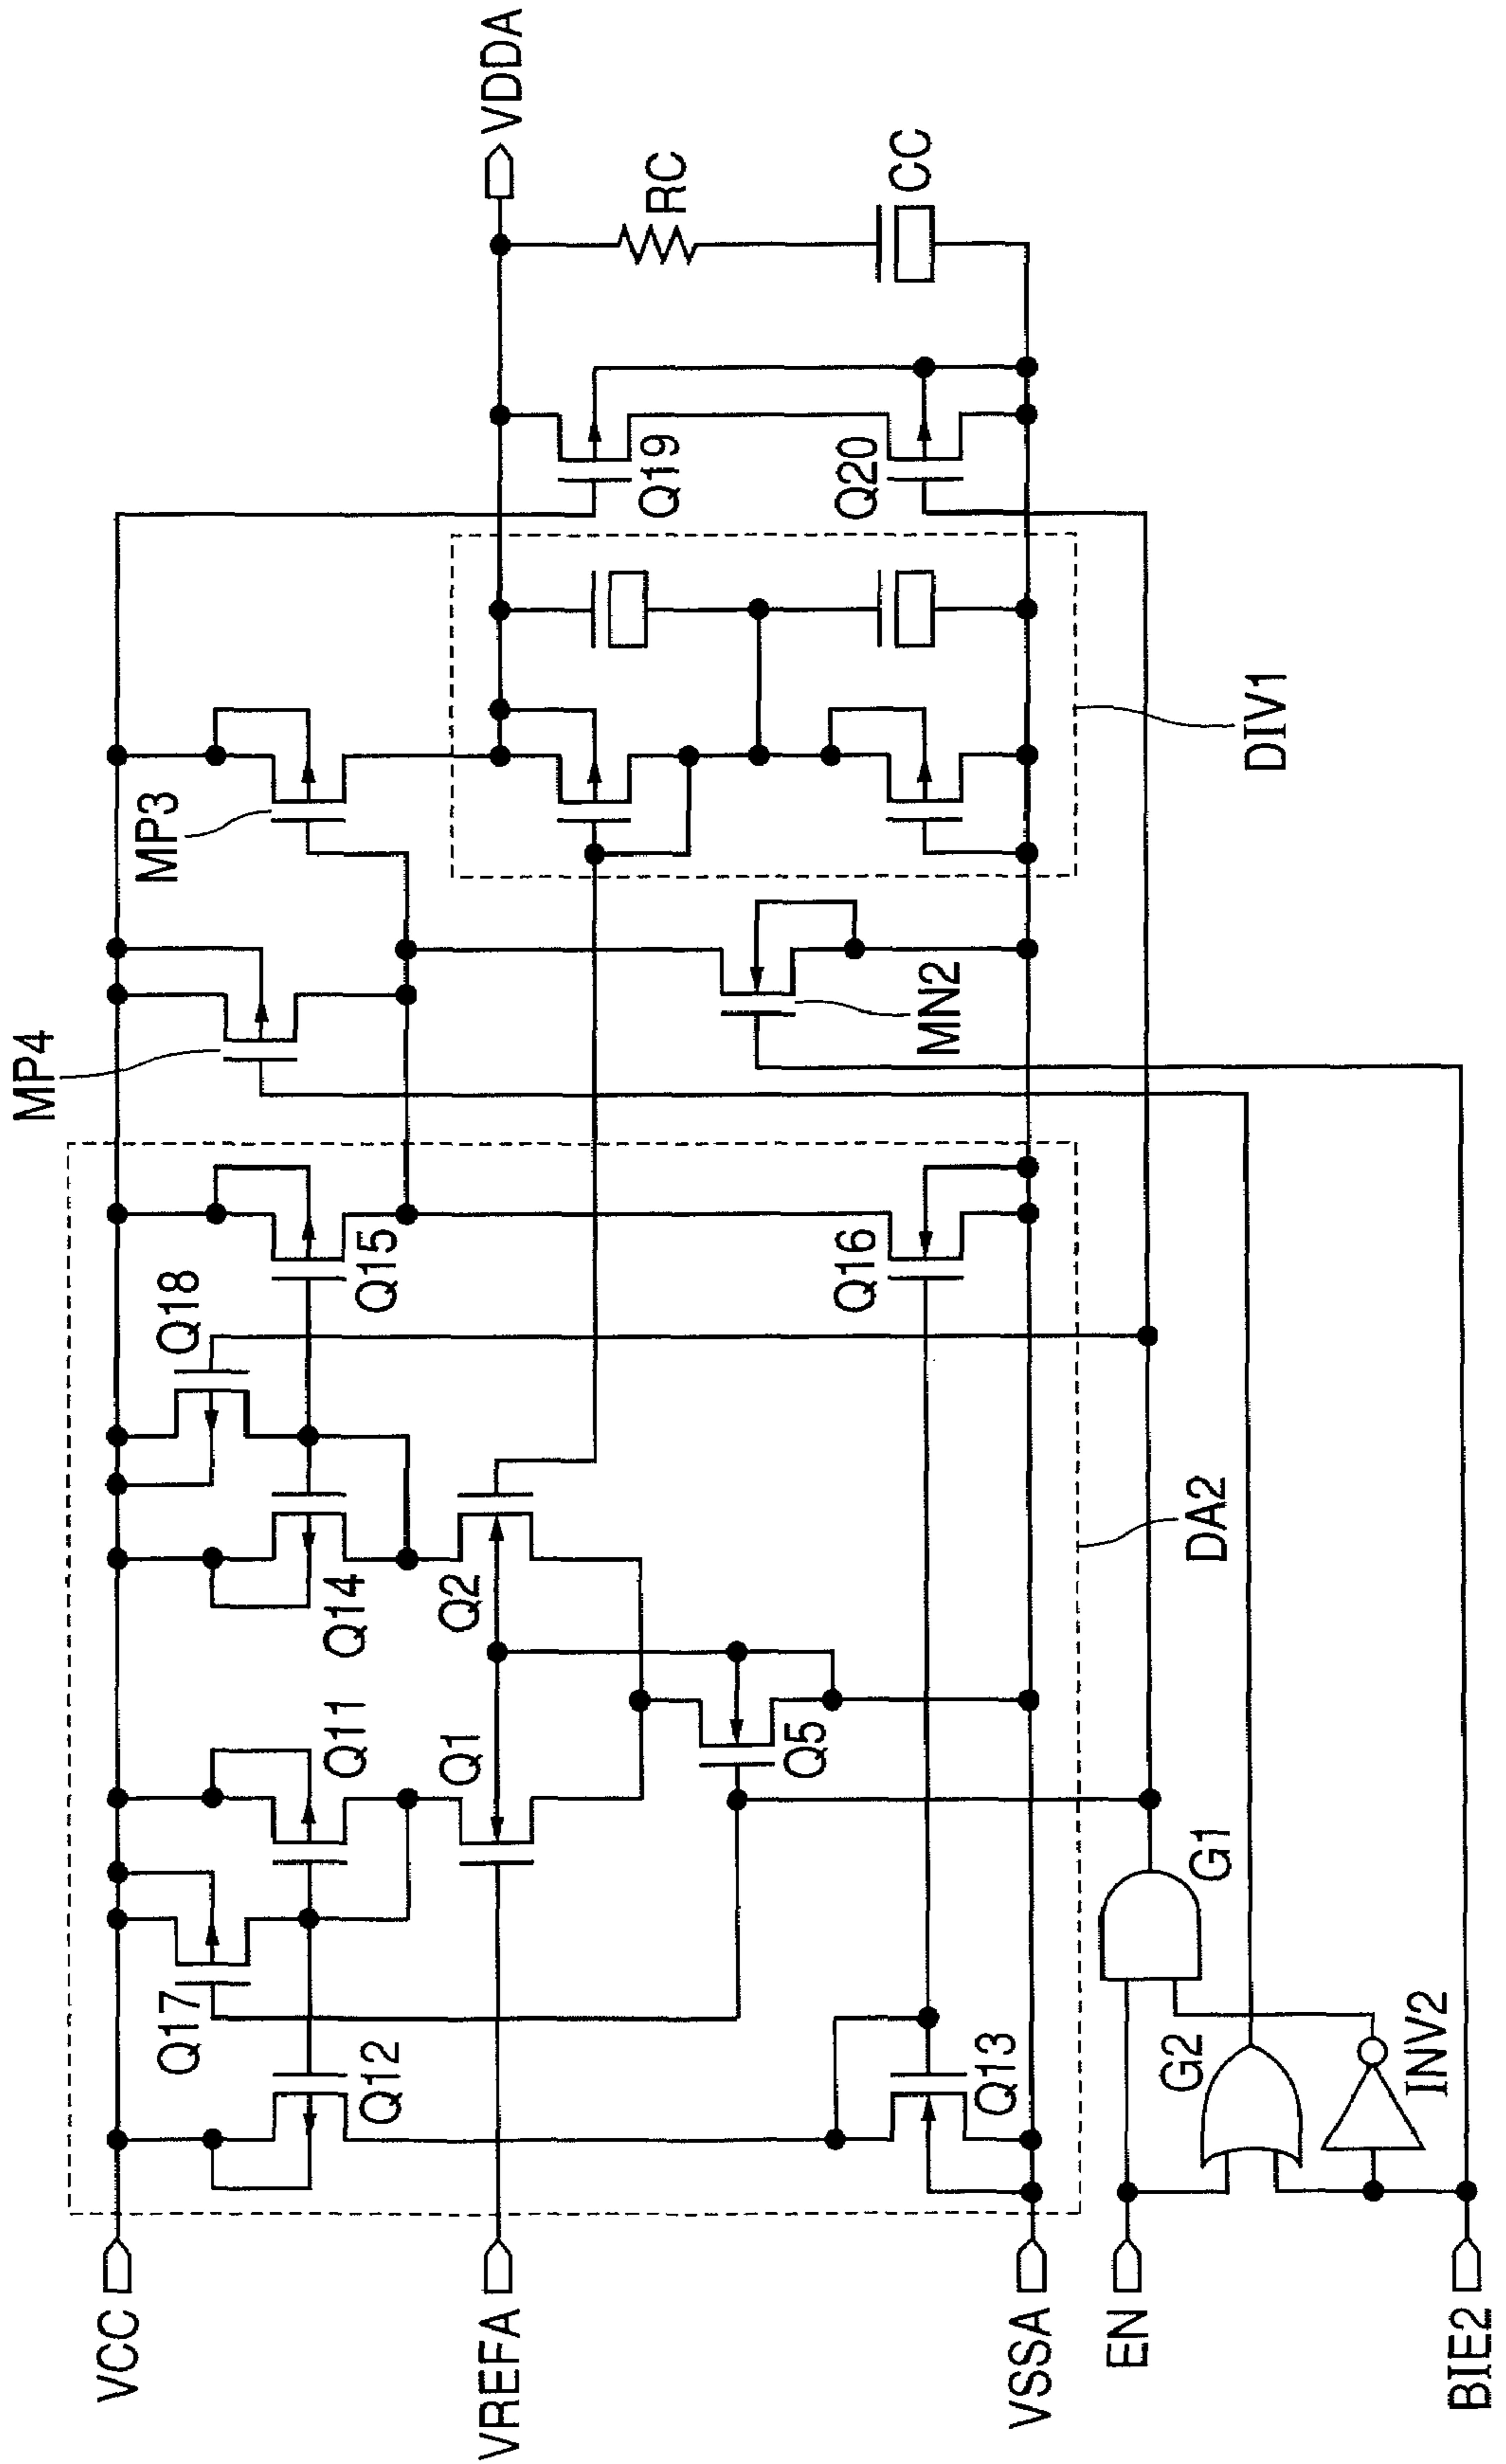 VCC
VREFA
VSSA
EN
BIE2
Q17
Q12
Q13
Q11
Q1
Q14
Q2
Q5
Q18
Q15
Q16
DA2
G1
G2
INV2
MP4
MP3
MN2
DIV1
Q19
Q20
RC
CC
VDDA